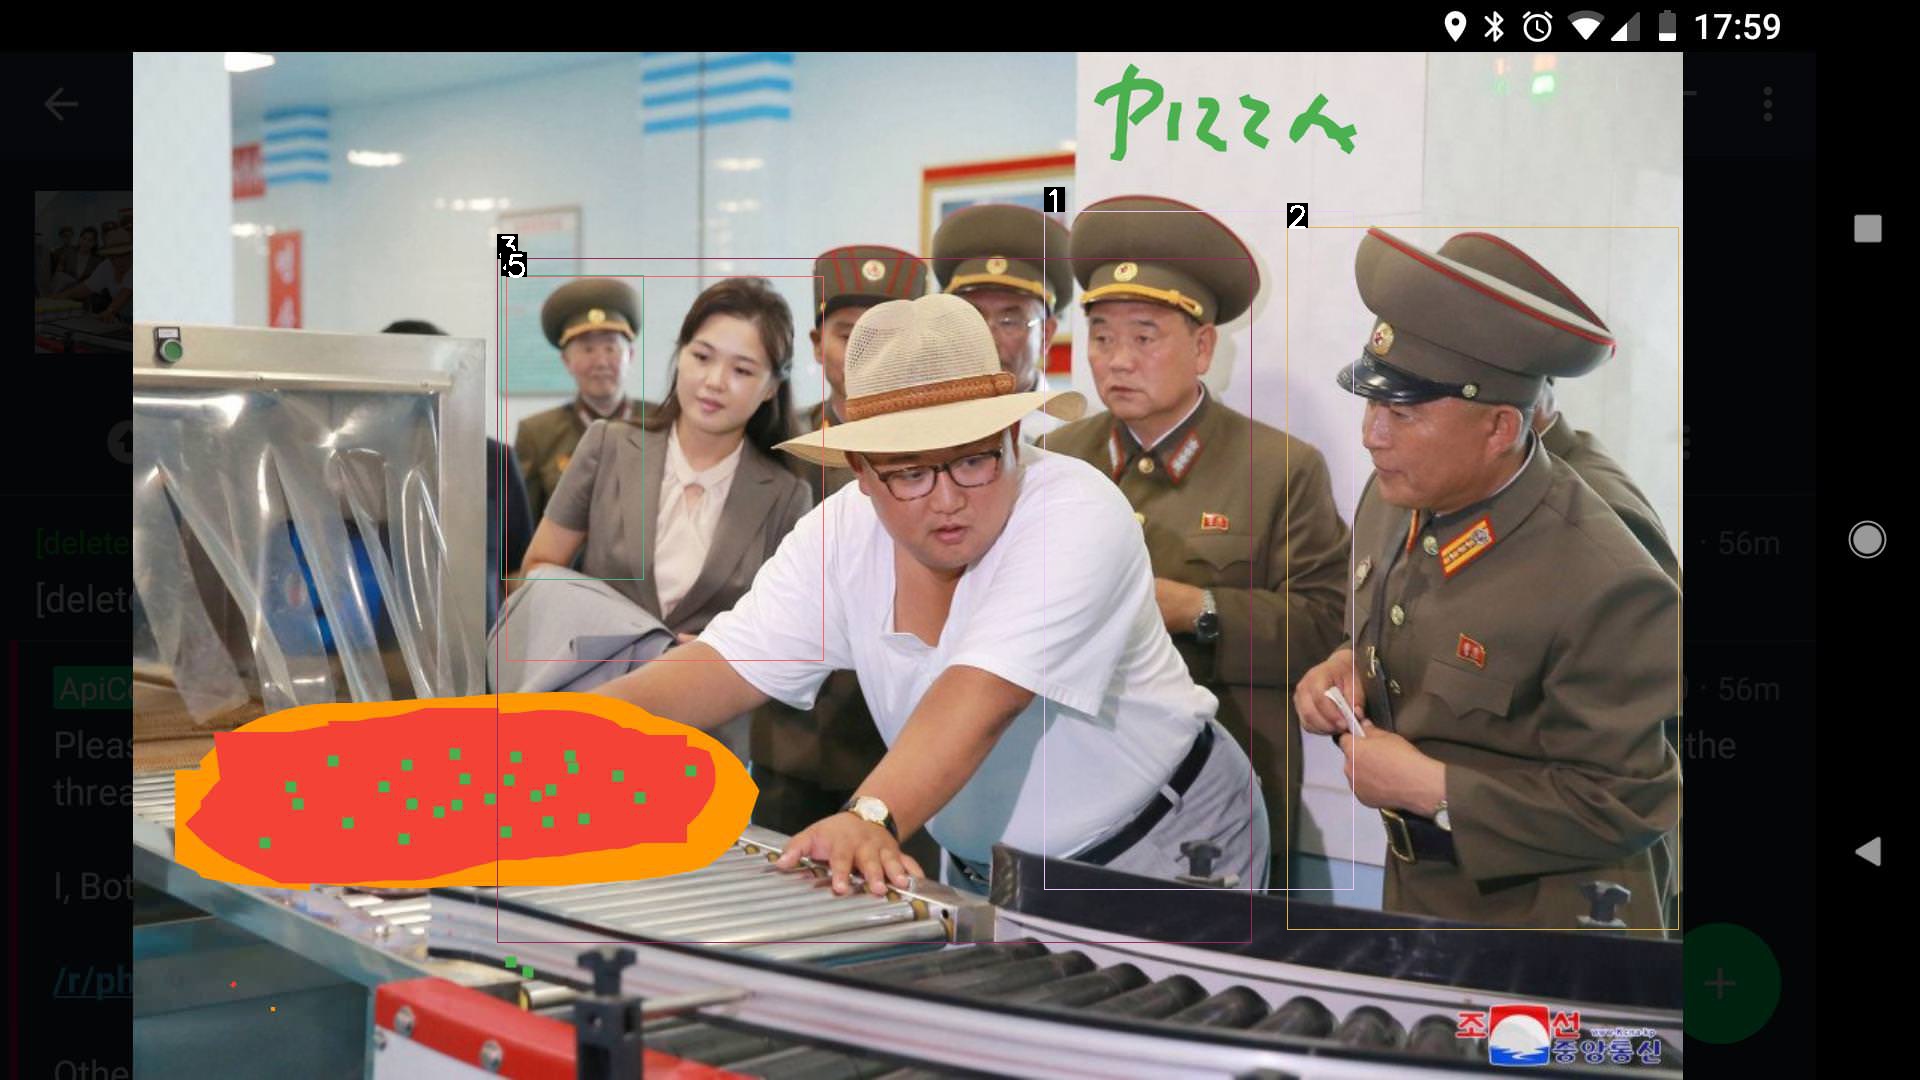 17:59
PIZZA
1
2
3
5
[delete
· 56m
[delete
ApiC
· 56m
Pleas
the
threa
l, Bot
/r/ph
Othe
조선
www.kcna.kp
중앙통신